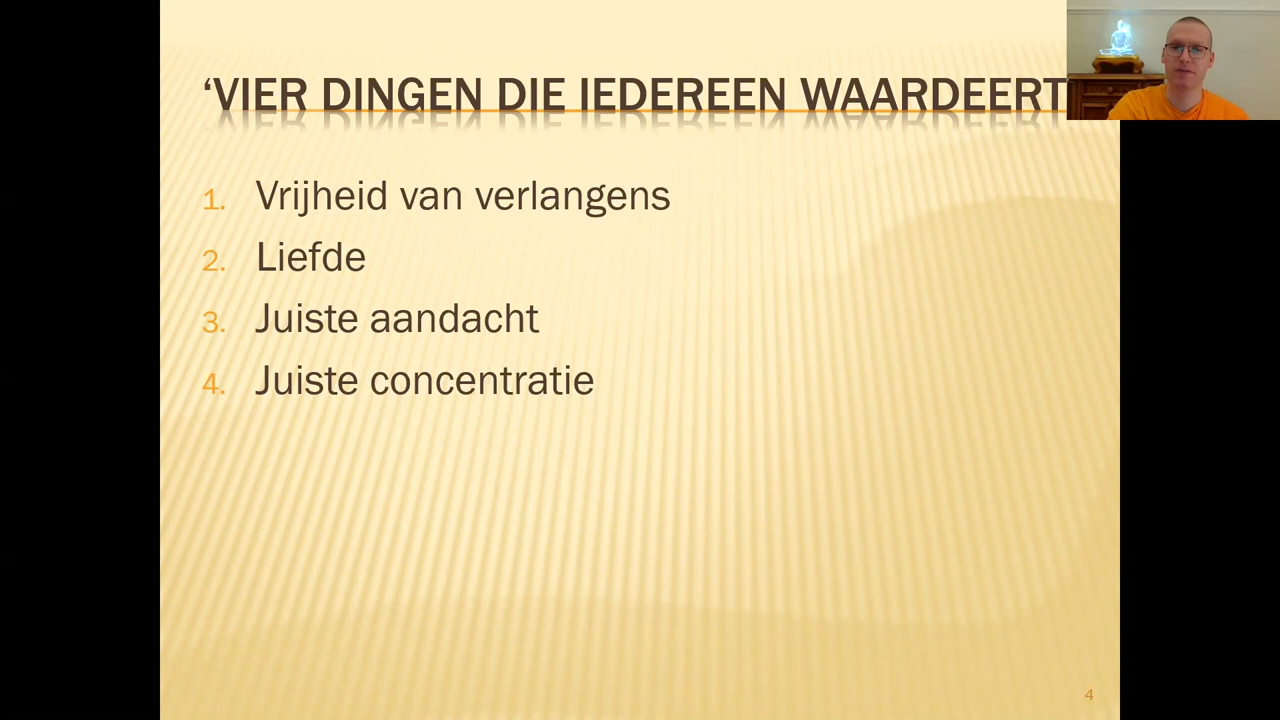 ‘VIER DINGEN DIE IEDEREEN WAARDEERT
1. Vrijheid van verlangens
2. Liefde
3. Juiste aandacht
4. Juiste concentratie
4